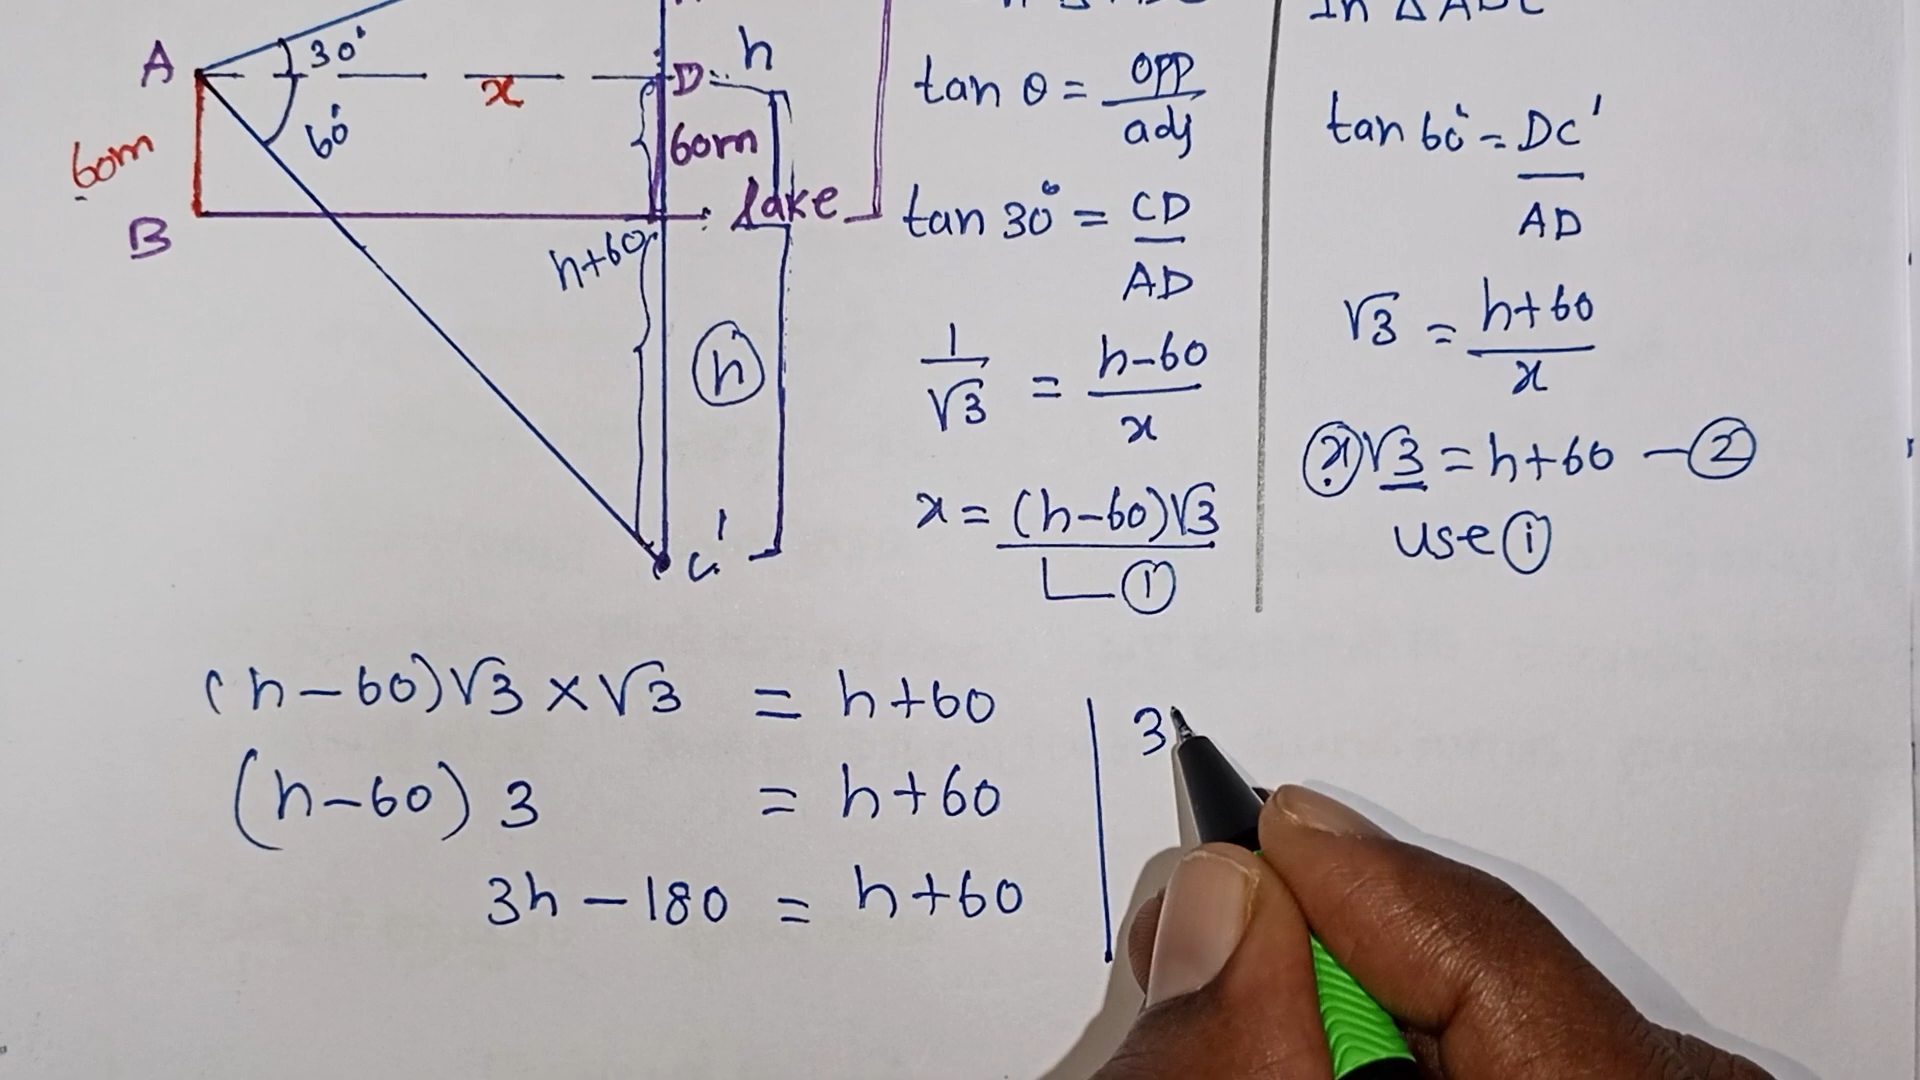 A 30° x D h
60°
60m 60m
B lake
h+60
h
C'
tan θ = opp/adj
tan 30° = CD/AD
1/√3 = h-60/x
x = (h-60)√3
①
tan 60° = DC'/AD
√3 = h+60/x
x√3 = h+60 — ②
use ①
(h-60)√3 × √3 = h+60
(h-60) 3 = h+60
3h - 180 = h+60
3